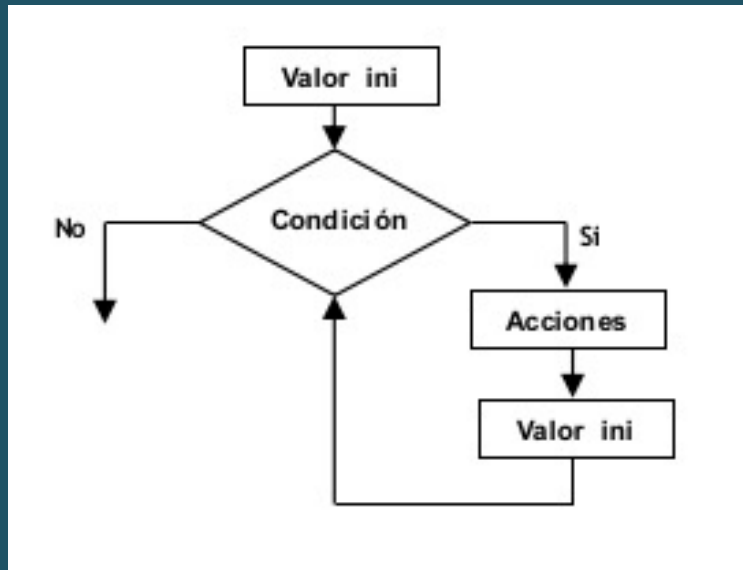 Valor ini
Condición
No
Si
Acciones
Valor ini